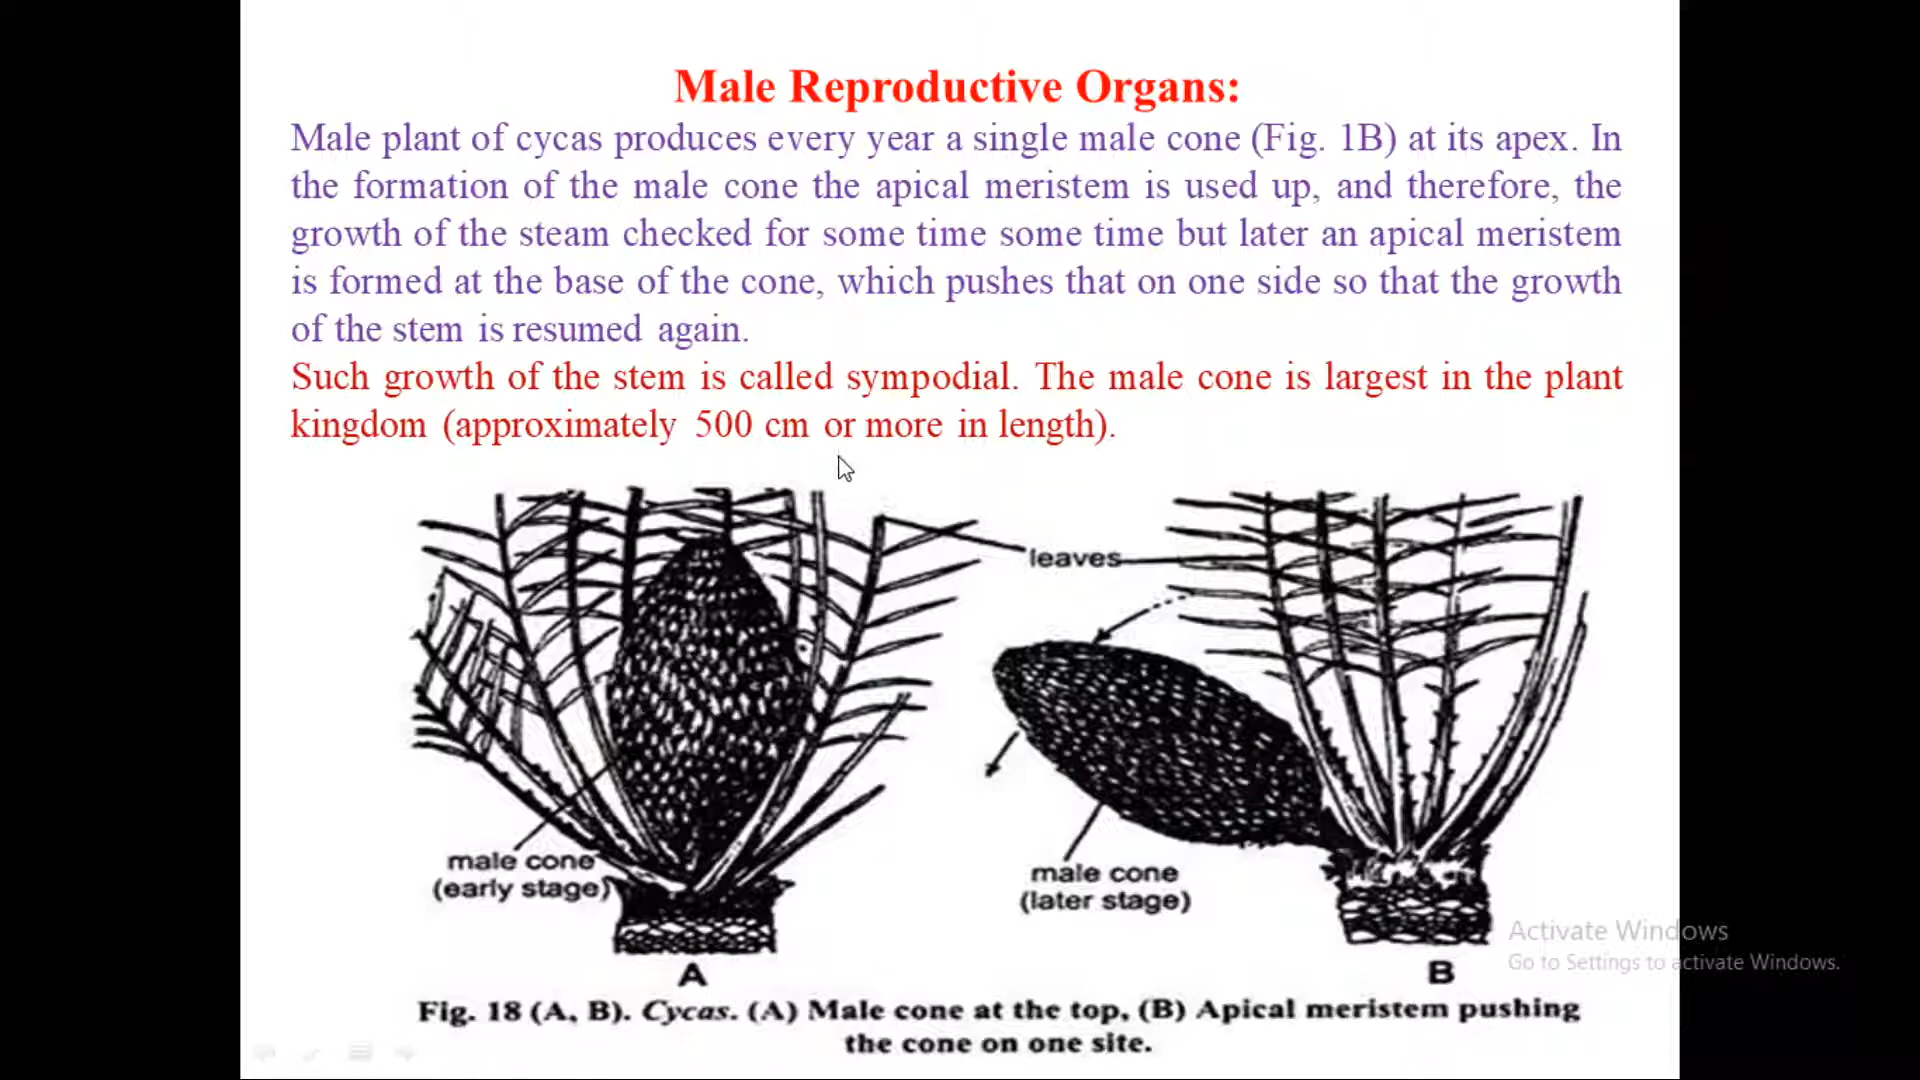 Male Reproductive Organs:
Male plant of cycas produces every year a single male cone (Fig. 1B) at its apex. In
the formation of the male cone the apical meristem is used up, and therefore, the
growth of the steam checked for some time some time but later an apical meristem
is formed at the base of the cone, which pushes that on one side so that the growth
of the stem is resumed again.
Such growth of the stem is called sympodial. The male cone is largest in the plant
kingdom (approximately 500 cm or more in length).
leaves
male cone
(early stage)
male cone
(later stage)
A
B
Activate Windows
Go to Settings to activate Windows.
Fig. 18 (A, B). Cycas. (A) Male cone at the top, (B) Apical meristem pushing
the cone on one site.